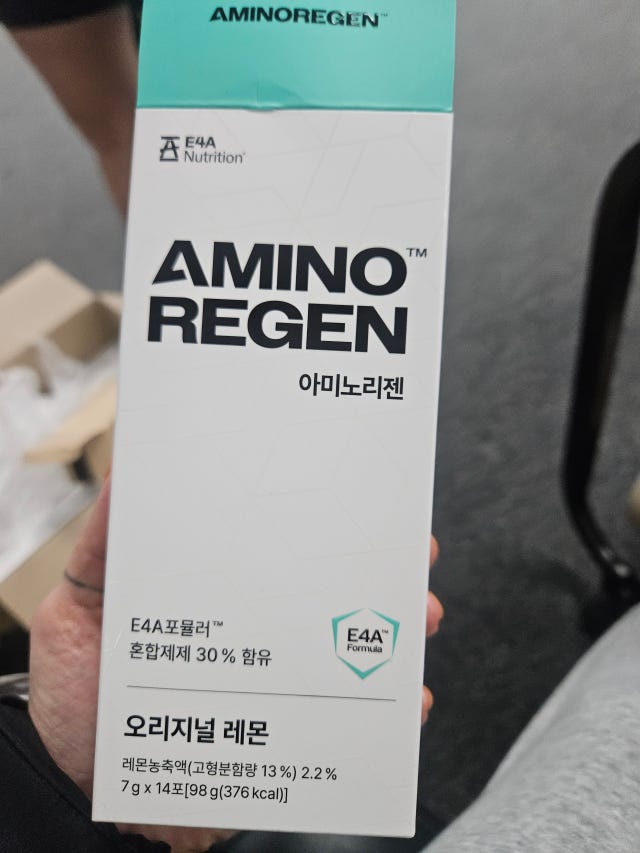 AMINOREGEN™
E4A
Nutrition
AMINO™
REGEN
아미노리젠
E4A포뮬러™
혼합제제 30 % 함유
E4A™
Formula
오리지널 레몬
레몬농축액(고형분함량 13 %) 2.2 %
7 g x 14포[98 g(376 kcal)]